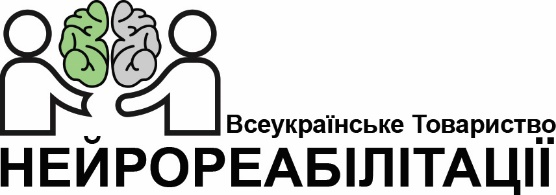 Всеукраїнське Товариство
НЕЙРОРЕАБІЛІТАЦІЇ